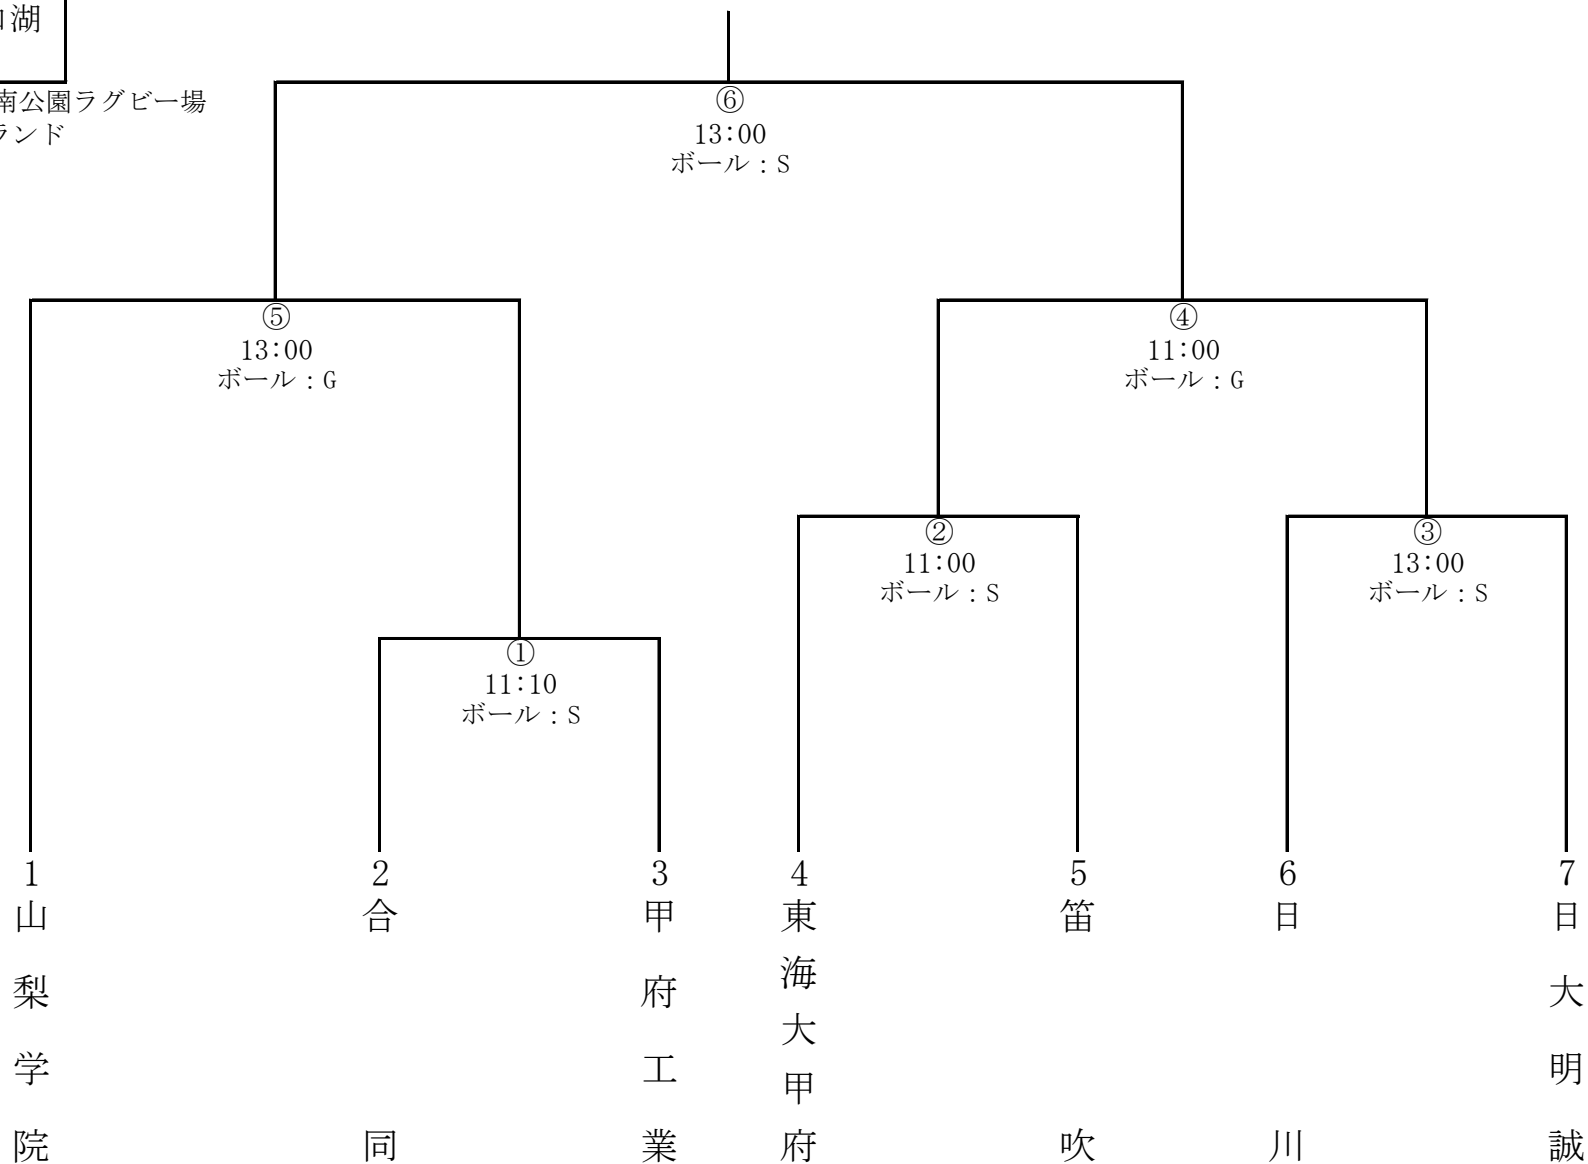 湖
南公園ラグビー場
ランド
⑥
13:00
ボール：S
⑤
13:00
ボール：G
④
11:00
ボール：G
②
11:00
ボール：S
③
13:00
ボール：S
①
11:10
ボール：S
1
山梨学院
2
合同
3
甲府工業
4
東海大甲府
5
笛吹
6
日川
7
日大明誠